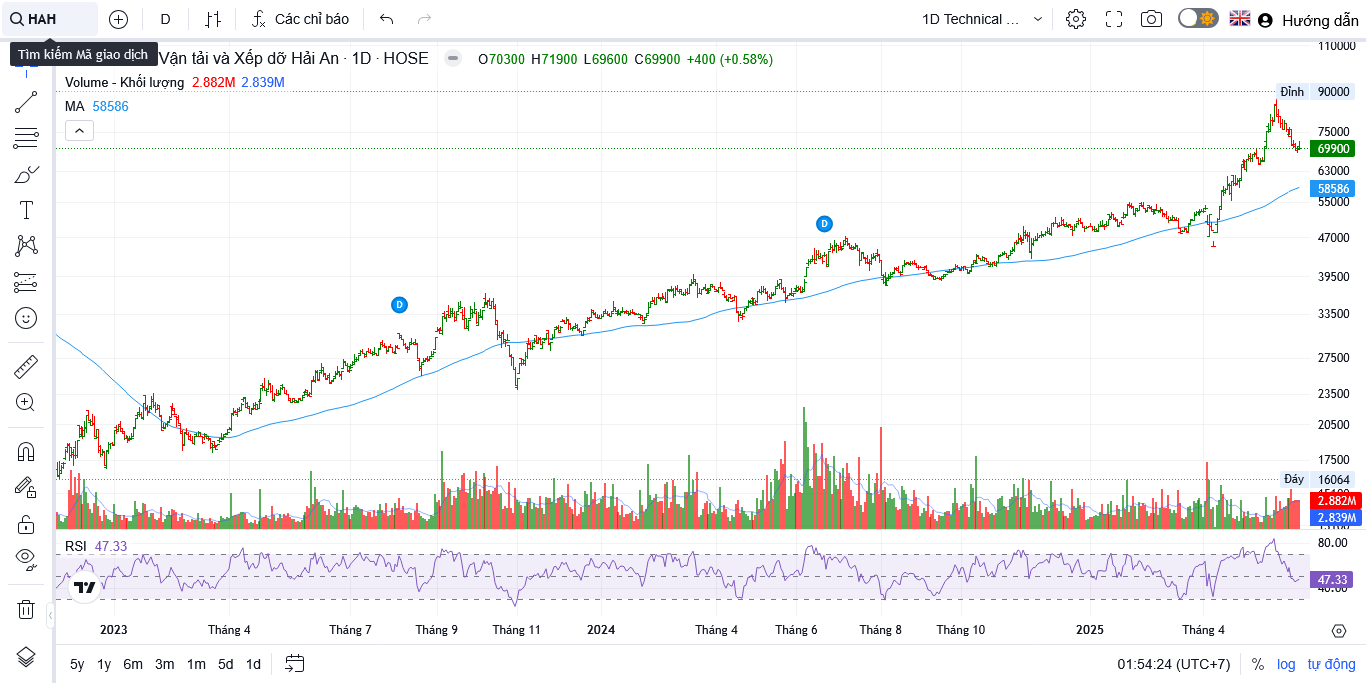 HAH
D
Các chỉ báo
1D Technical ...
Hướng dẫn
Tìm kiếm Mã giao dịch
Vận tải và Xếp dỡ Hải An · 1D · HOSE
O70300 H71900 L69600 C69900 +400 (+0.58%)
Volume - Khối lượng 2.882M 2.839M
MA 58586
110000
Đỉnh 90000
75000
69900
63000
58586
55000
D
47000
39500
D
33500
27500
23500
20500
17500
Đáy 16064
2.882M
2.839M
RSI 47.33
80.00
47.33
40.00
2023 Tháng 4 Tháng 7 Tháng 9 Tháng 11 2024 Tháng 4 Tháng 6 Tháng 8 Tháng 10 2025 Tháng 4
5y 1y 6m 3m 1m 5d 1d
01:54:24 (UTC+7) % log tự động